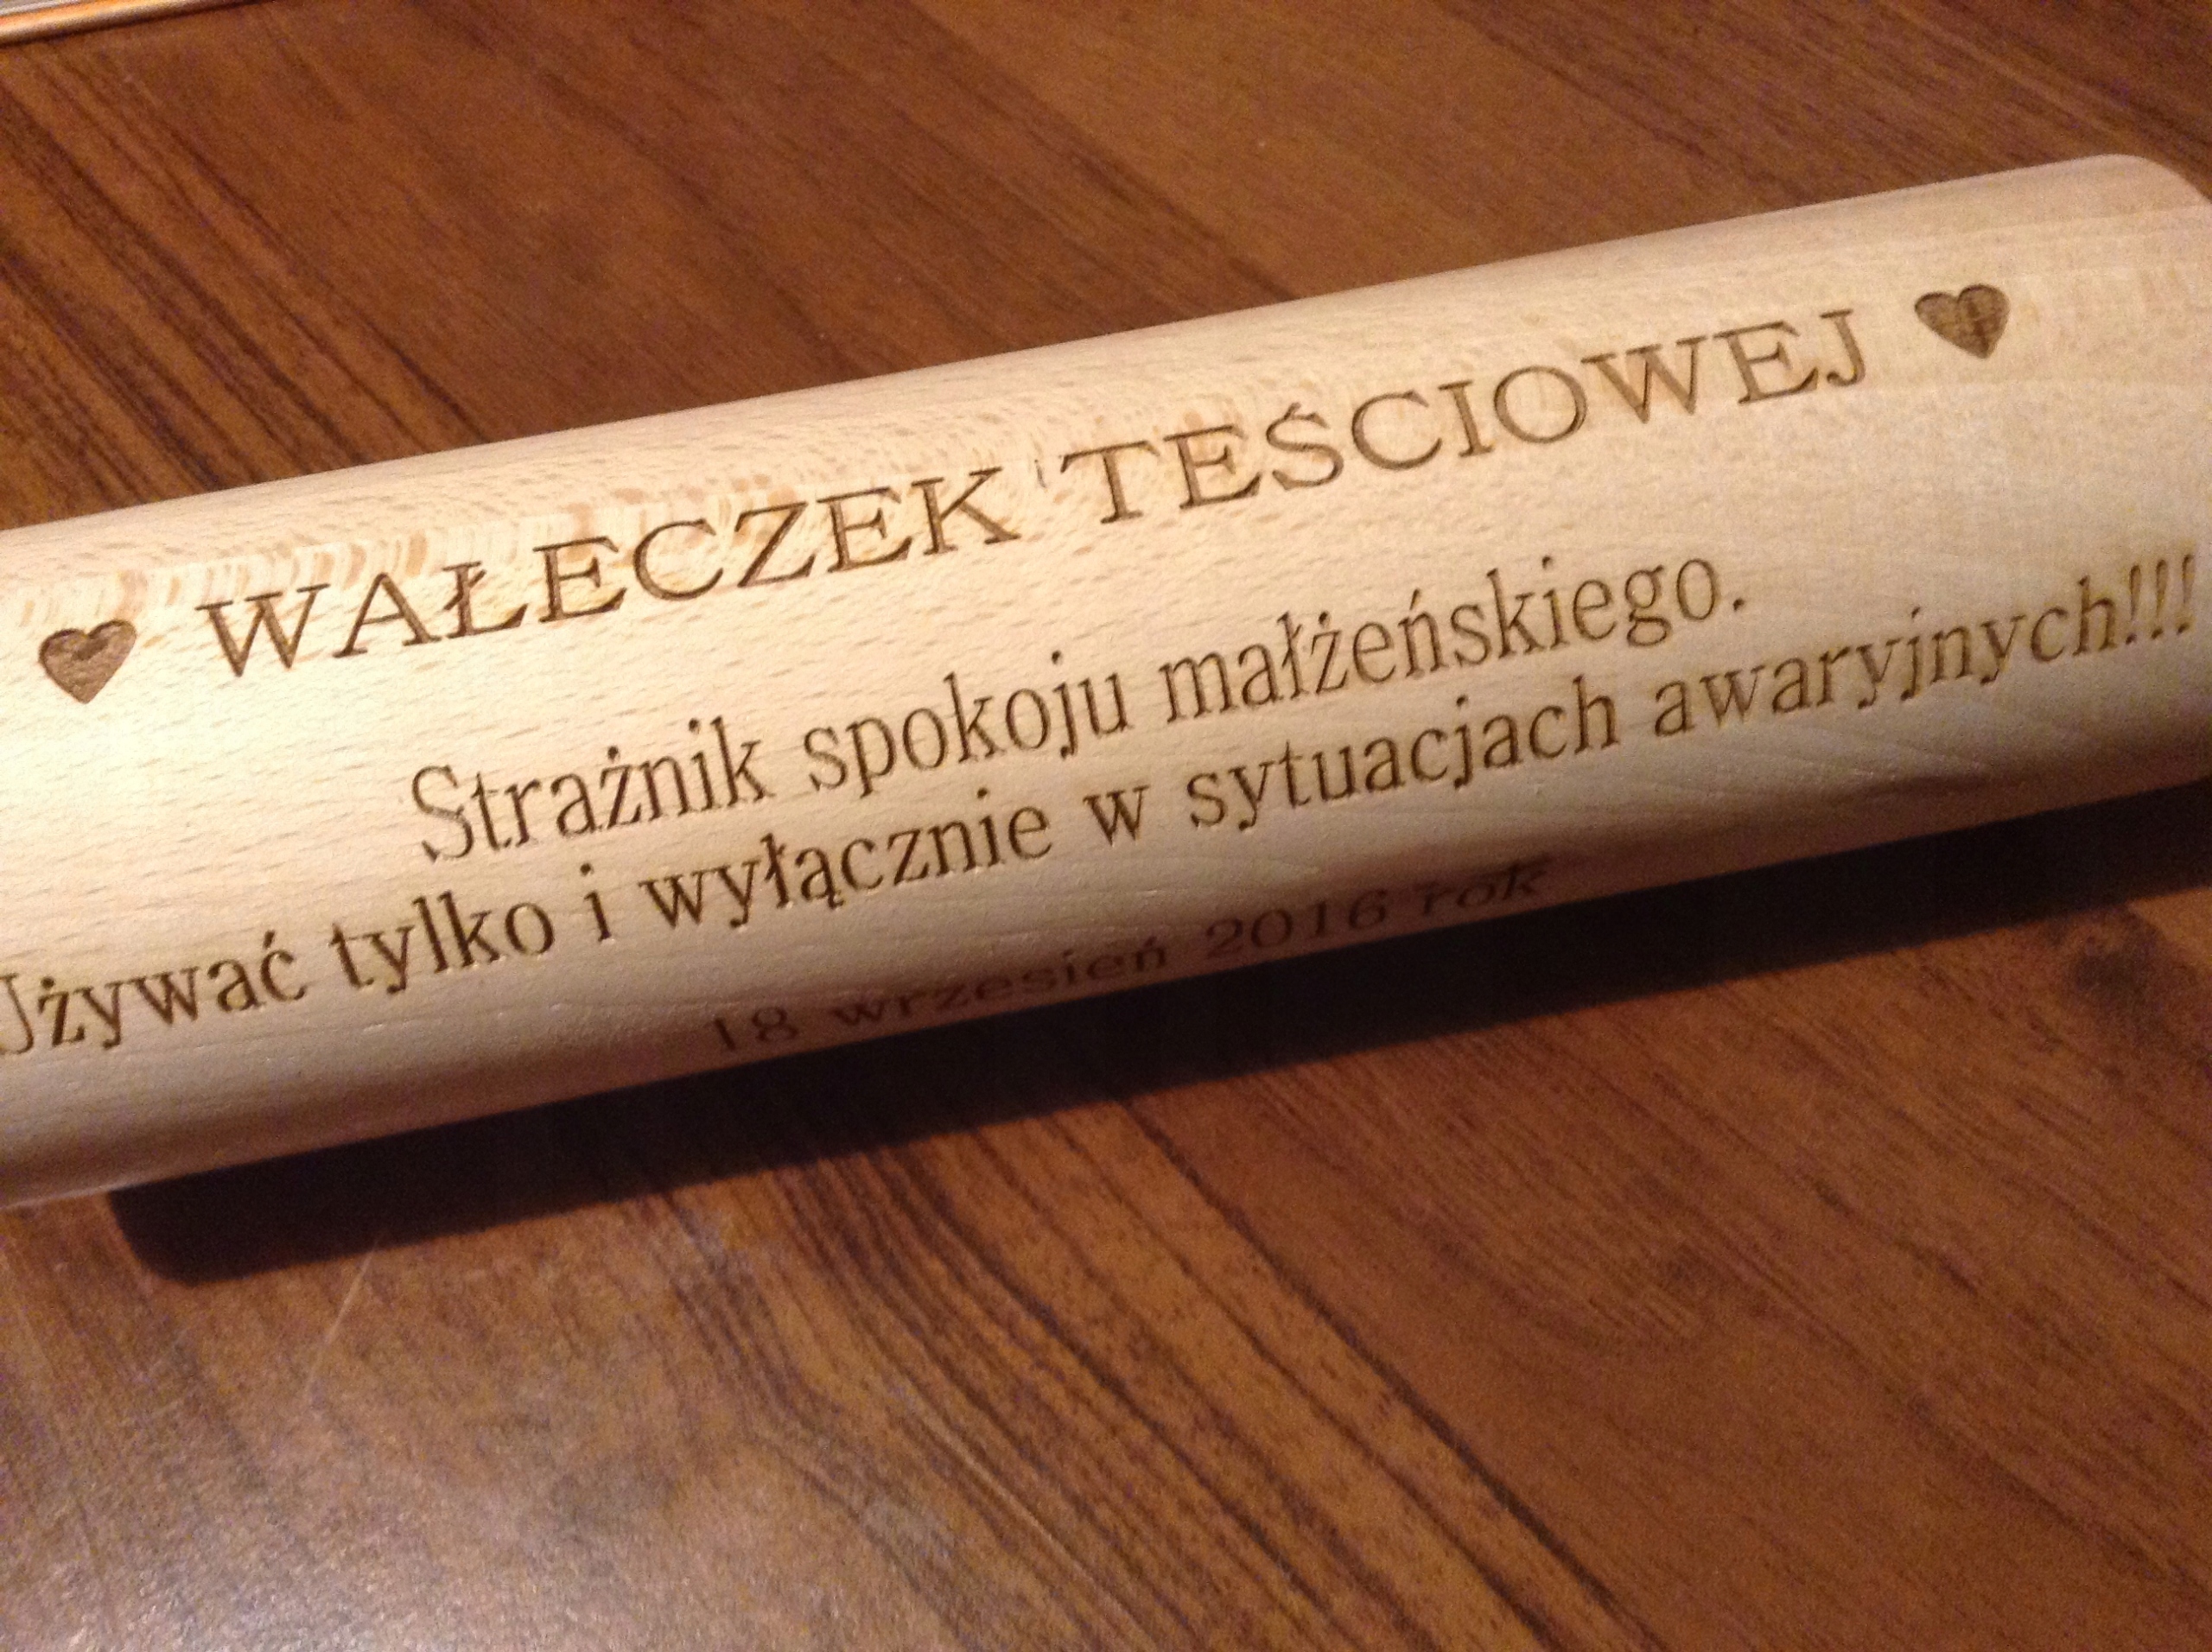 ♥ WAŁECZEK TEŚCIOWEJ ♥
Strażnik spokoju małżeńskiego.
Używać tylko i wyłącznie w sytuacjach awaryjnych!!!
18 wrzesień 2016 rok